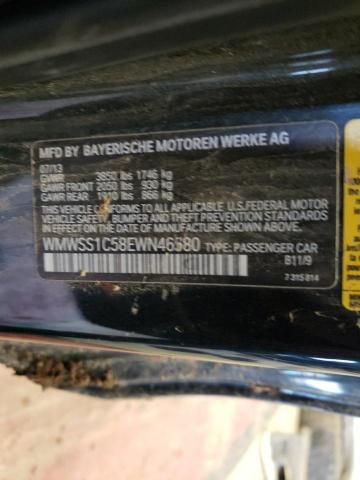 MFD BY BAYERISCHE MOTOREN WERKE AG
07/13
GVWR 3850 lbs 1746 kg
GAWR FRONT 2050 lbs 930 kg
GAWR REAR 1910 lbs 866 kg
THIS VEHICLE CONFORMS TO ALL APPLICABLE U.S.FEDERAL MOTOR
VEHICLE SAFETY, BUMPER, AND THEFT PREVENTION STANDARDS IN
EFFECT ON THE DATE OF MANUFACTURE SHOWN ABOVE.
TYPE: PASSENGER CAR
B11/9
7 315 814